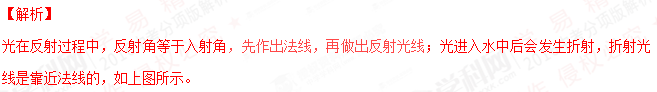 【解析】
光在反射过程中，反射角等于入射角，先作出法线，再做出反射光线；光进入水中后会发生折射，折射光
线是靠近法线的，如上图所示。